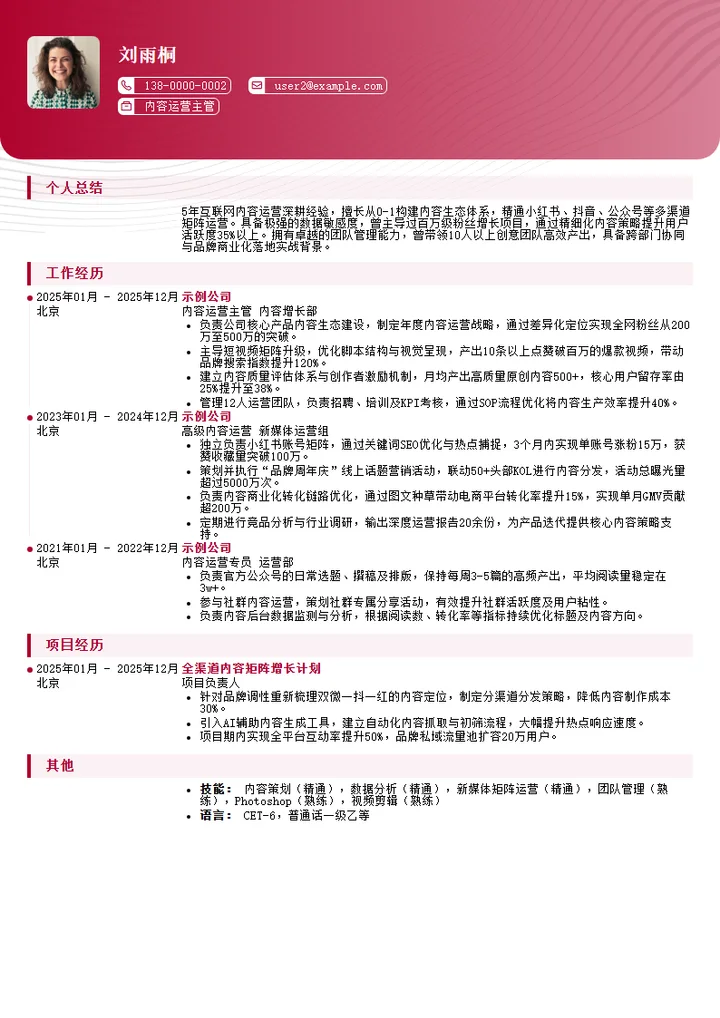 刘雨桐
138-0000-0002
user2@example.com
内容运营主管
个人总结
5年互联网内容运营深耕经验，擅长从0-1构建内容生态体系，精通小红书、抖音、公众号等多渠道
矩阵运营。具备极强的数据敏感度，曾主导过百万级粉丝增长项目，通过精细化内容策略提升用户
活跃度35%以上。拥有卓越的团队管理能力，曾带领10人以上创意团队高效产出，具备跨部门协同
与品牌商业化落地实战背景。
工作经历
2025年01月 - 2025年12月 示例公司
北京
内容运营主管 内容增长部
• 负责公司核心产品内容生态建设，制定年度内容运营战略，通过差异化定位实现全网粉丝从200
万至500万的突破。
• 主导短视频矩阵升级，优化脚本结构与视觉呈现，产出10条以上点赞破百万的爆款视频，带动
品牌搜索指数提升120%。
• 建立内容质量评估体系与创作者激励机制，月均产出高质量原创内容500+，核心用户留存率由
25%提升至38%。
• 管理12人运营团队，负责招聘、培训及KPI考核，通过SOP流程优化将内容生产效率提升40%。
2023年01月 - 2024年12月 示例公司
北京
高级内容运营 新媒体运营组
• 独立负责小红书账号矩阵，通过关键词SEO优化与热点捕捉，3个月内实现单账号涨粉15万，获
赞收藏量突破100万。
• 策划并执行“品牌周年庆”线上话题营销活动，联动50+头部KOL进行内容分发，活动总曝光量
超过5000万次。
• 负责内容商业化转化链路优化，通过图文种草带动电商平台转化率提升15%，实现单月GMV贡献
超200万。
• 定期进行竞品分析与行业调研，输出深度运营报告20余份，为产品迭代提供核心内容策略支
持。
2021年01月 - 2022年12月 示例公司
北京
内容运营专员 运营部
• 负责官方公众号的日常选题、撰稿及排版，保持每周3-5篇的高频产出，平均阅读量稳定在
3w+。
• 参与社群内容运营，策划社群专属分享活动，有效提升社群活跃度及用户粘性。
• 负责内容后台数据监测与分析，根据阅读数、转化率等指标持续优化标题及内容方向。
项目经历
2025年01月 - 2025年12月 全渠道内容矩阵增长计划
北京
项目负责人
• 针对品牌调性重新梳理双微一抖一红的内容定位，制定分渠道分发策略，降低内容制作成本
30%。
• 引入AI辅助内容生成工具，建立自动化内容抓取与初筛流程，大幅提升热点响应速度。
• 项目期内实现全平台互动率提升50%，品牌私域流量池扩容20万用户。
其他
• 技能： 内容策划（精通），数据分析（精通），新媒体矩阵运营（精通），团队管理（熟
练），Photoshop（熟练），视频剪辑（熟练）
• 语言： CET-6，普通话一级乙等